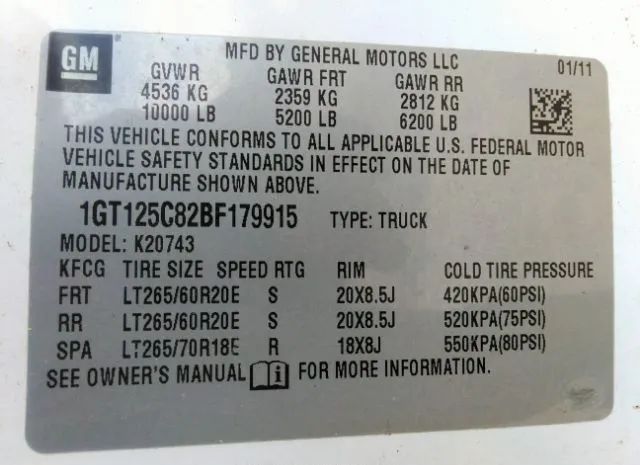 GM
MFD BY GENERAL MOTORS LLC
01/11
GVWR GAWR FRT GAWR RR
4536 KG 2359 KG 2812 KG
10000 LB 5200 LB 6200 LB
THIS VEHICLE CONFORMS TO ALL APPLICABLE U.S. FEDERAL MOTOR
VEHICLE SAFETY STANDARDS IN EFFECT ON THE DATE OF
MANUFACTURE SHOWN ABOVE.
1GT125C82BF179915 TYPE: TRUCK
MODEL: K20743
KFCG TIRE SIZE SPEED RTG RIM COLD TIRE PRESSURE
FRT LT265/60R20E S 20X8.5J 420KPA(60PSI)
RR LT265/60R20E S 20X8.5J 520KPA(75PSI)
SPA LT265/70R18E R 18X8J 550KPA(80PSI)
SEE OWNER'S MANUAL FOR MORE INFORMATION.